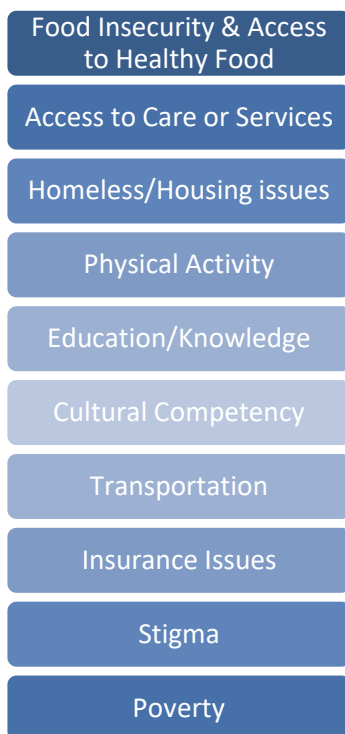 Food Insecurity & Access
to Healthy Food
Access to Care or Services
Homeless/Housing issues
Physical Activity
Education/Knowledge
Cultural Competency
Transportation
Insurance Issues
Stigma
Poverty